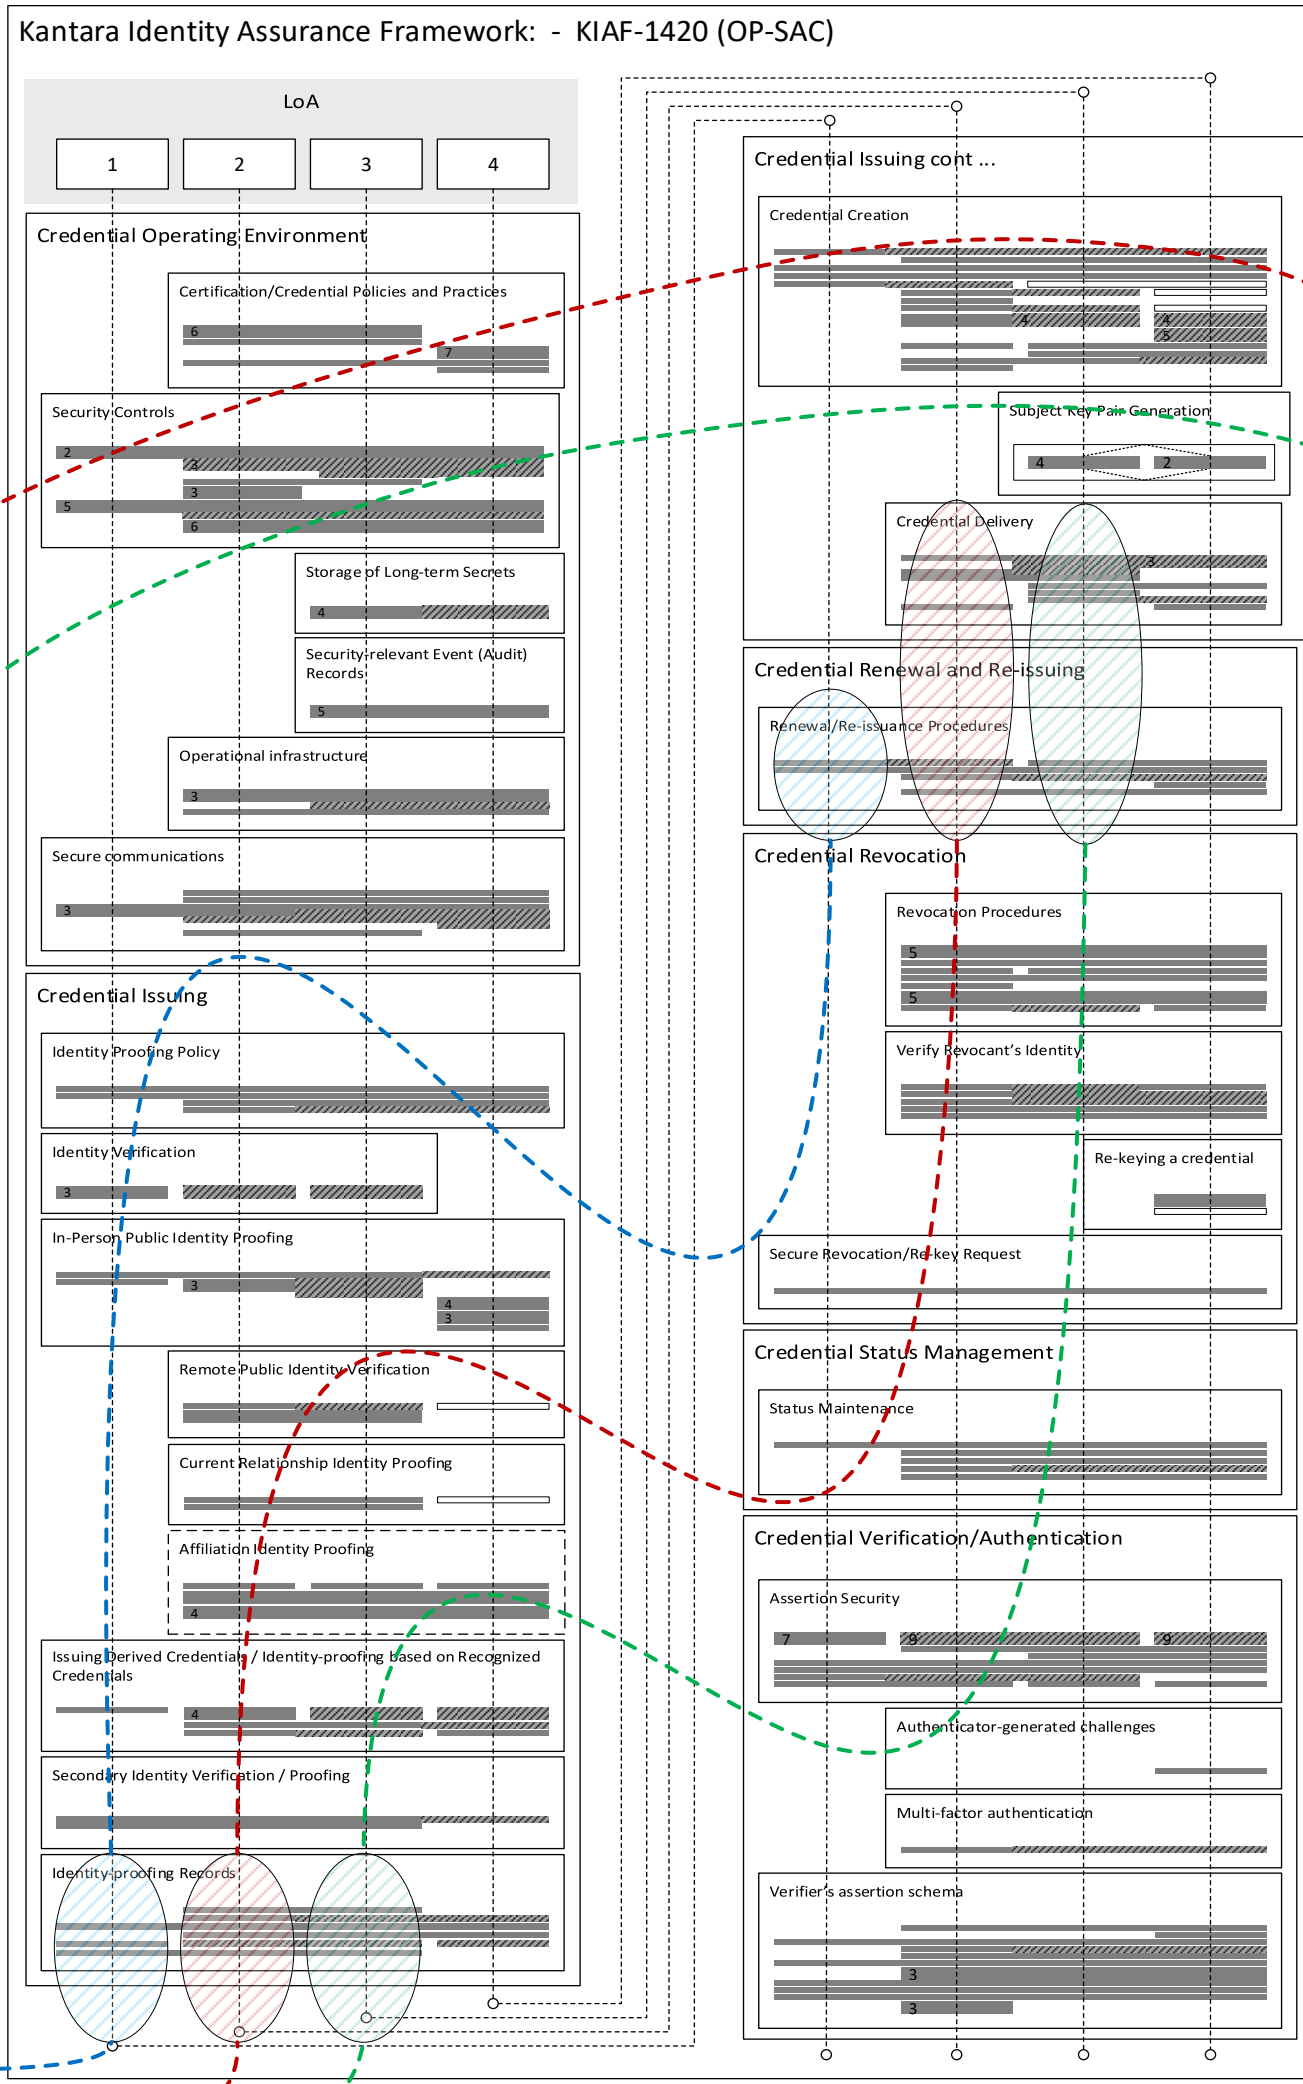 Kantara Identity Assurance Framework:  -  KIAF-1420 (OP-SAC)
LoA
1 2 3 4
Credential Operating Environment
Certification/Credential Policies and Practices
6
7
Security Controls
2
3
3
5
6
Storage of Long-term Secrets
4
Security-relevant Event (Audit)
Records
5
Operational infrastructure
3
Secure communications
3
Credential Issuing
Identity Proofing Policy
Identity Verification
3
In-Person Public Identity Proofing
3
4
3
Remote Public Identity Verification
Current Relationship Identity Proofing
Affiliation Identity Proofing
4
Issuing Derived Credentials / Identity-proofing based on Recognized
Credentials
4
Secondary Identity Verification / Proofing
Identity-proofing Records
Credential Issuing cont ...
Credential Creation
4 4
5
Subject Key Pair Generation
4 2
Credential Delivery
3
Credential Renewal and Re-issuing
Renewal/Re-issuance Procedures
Credential Revocation
Revocation Procedures
5
5
Verify Revocant’s Identity
Re-keying a credential
Secure Revocation/Re-key Request
Credential Status Management
Status Maintenance
Credential Verification/Authentication
Assertion Security
7 9 9
Authenticator-generated challenges
Multi-factor authentication
Verifier’s assertion schema
3
3